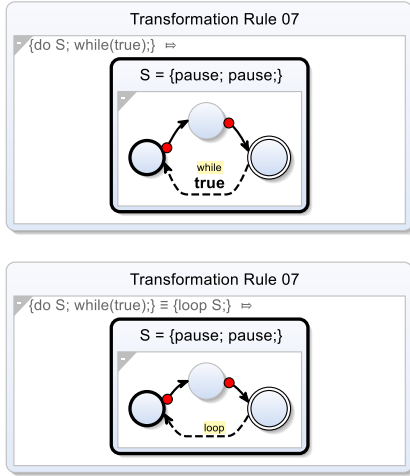 Transformation Rule 07
{do S; while(true);} ⤇
S = {pause; pause;}
while
true
Transformation Rule 07
{do S; while(true);} ≡ {loop S;} ⤇
S = {pause; pause;}
loop